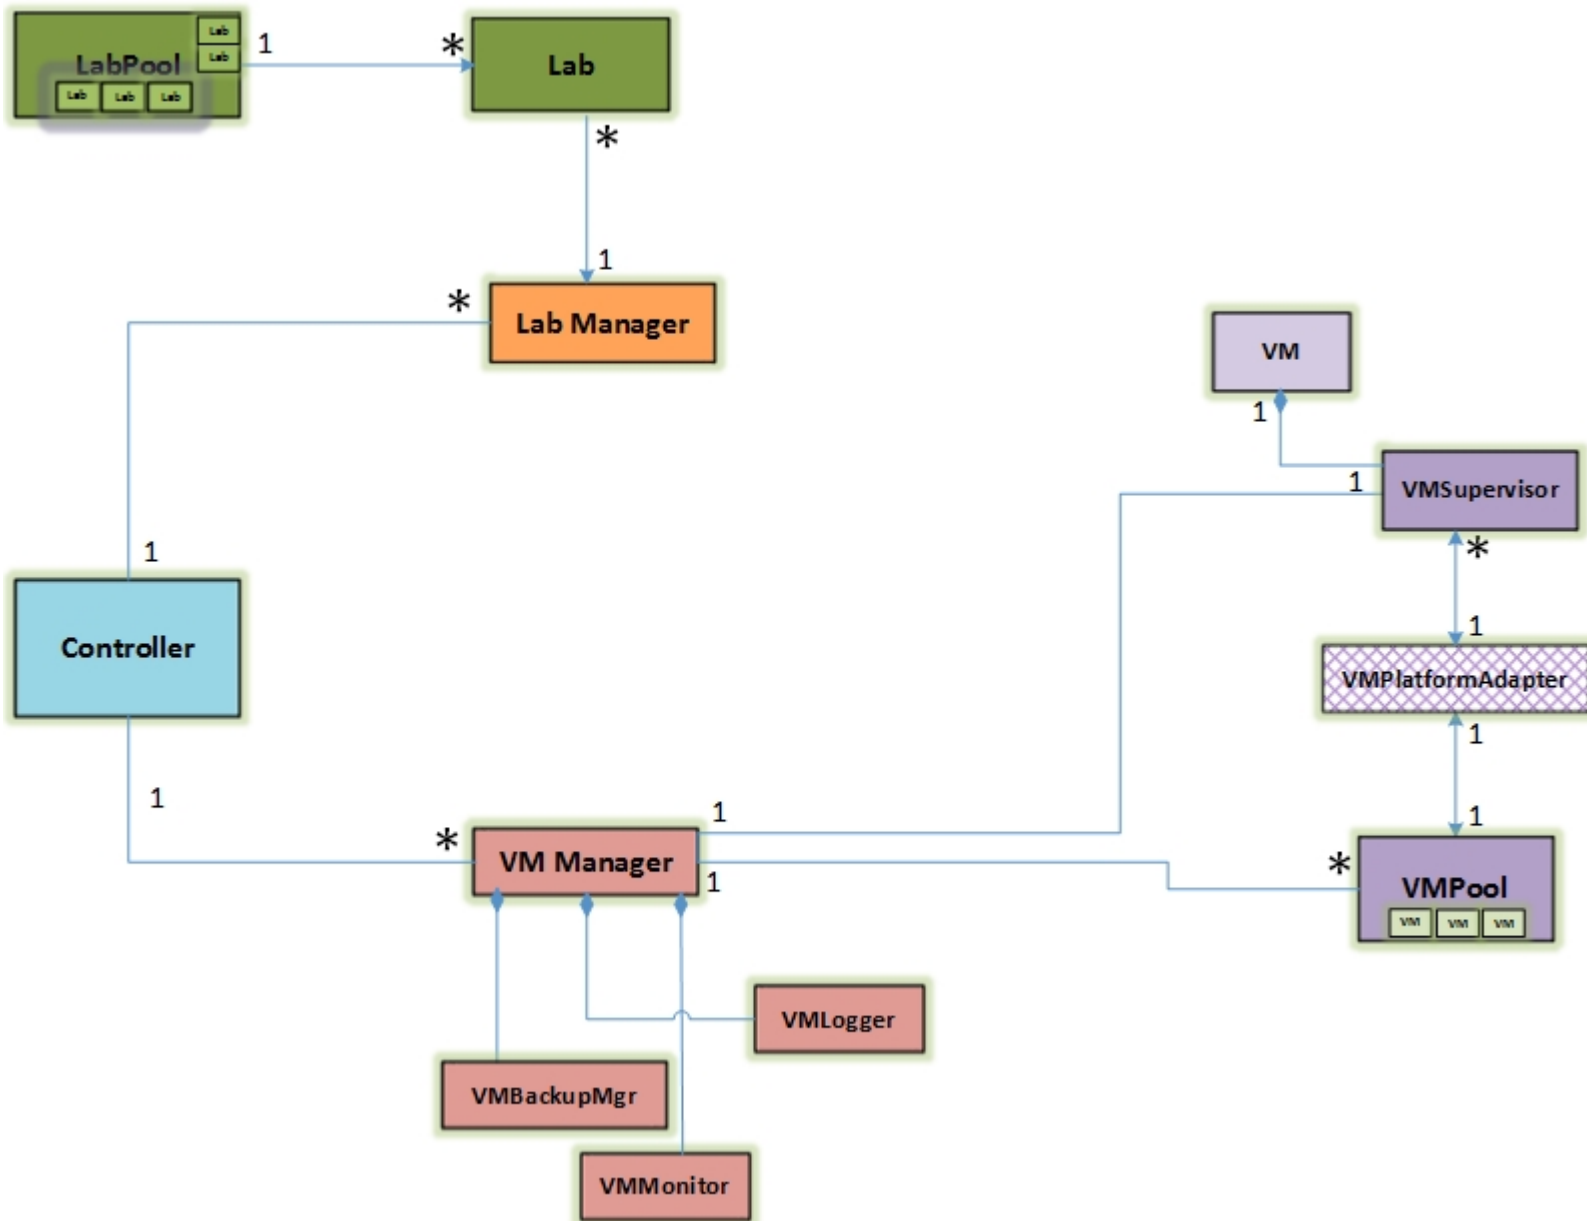 Lab
1
*
LabPool
Lab
Lab
Lab Lab Lab
Lab
*
1
*
Lab Manager
VM
1
1
VMSupervisor
1
*
Controller
1
VMPlatformAdapter
1
1
1
1
*
VM Manager
1
*
VMPool
VM VM VM
VMLogger
VMBackupMgr
VMMonitor